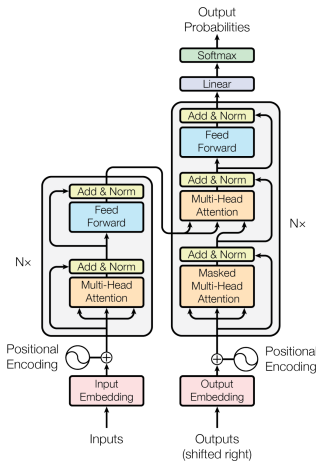 Output
Probabilities
Softmax
Linear
Add & Norm
Feed
Forward
Add & Norm
Multi-Head
Attention
Add & Norm
Masked
Multi-Head
Attention
Nx
Add & Norm
Feed
Forward
Add & Norm
Multi-Head
Attention
Nx
Positional
Encoding
Positional
Encoding
Input
Embedding
Output
Embedding
Inputs
Outputs
(shifted right)